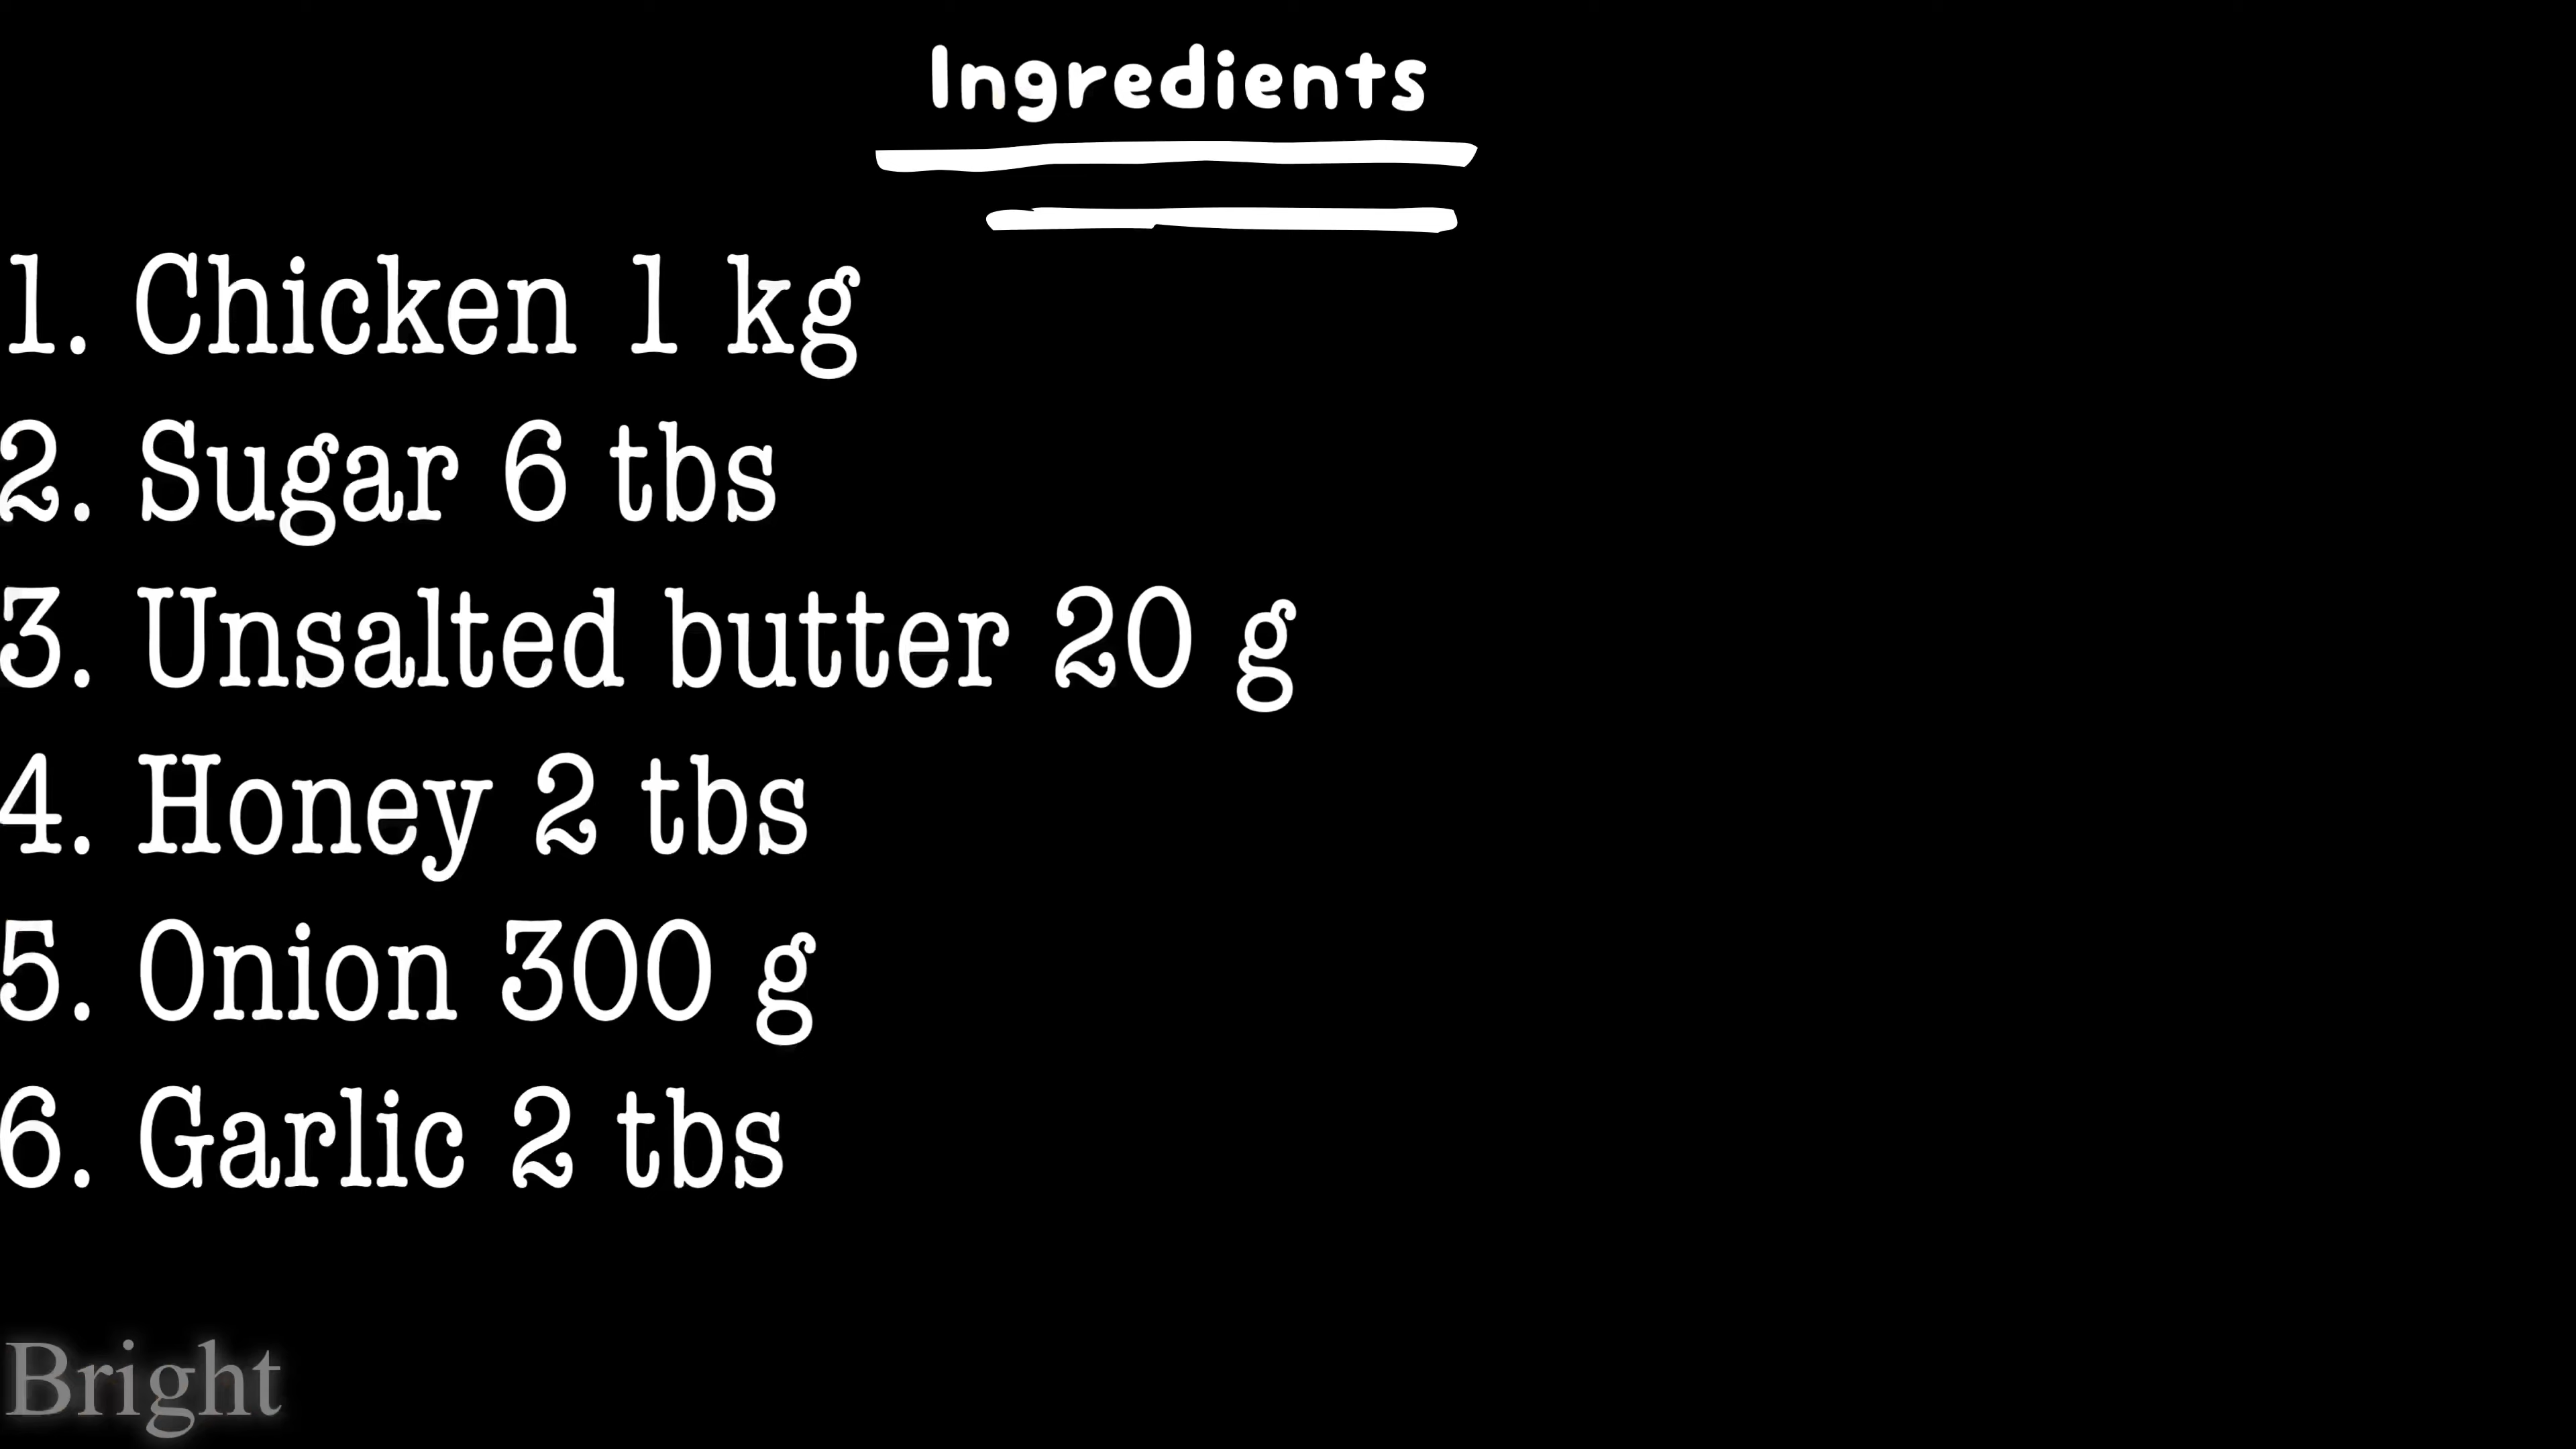 Ingredients
1. Chicken 1 kg
2. Sugar 6 tbs
3. Unsalted butter 20 g
4. Honey 2 tbs
5. Onion 300 g
6. Garlic 2 tbs
Bright